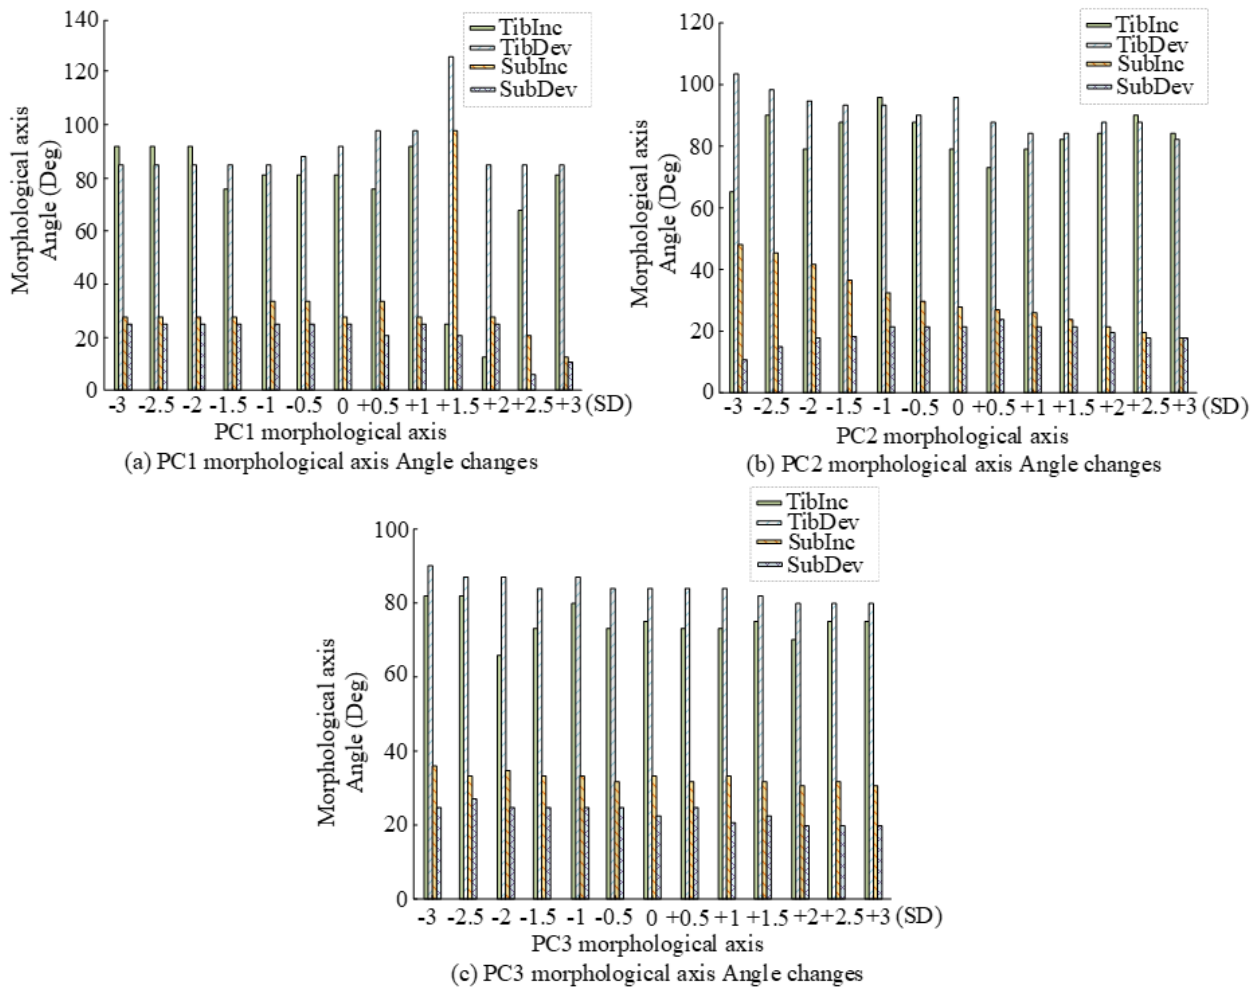 140
120
100
80
60
40
20
0
Morphological axis
Angle (Deg)
TibInc
TibDev
SubInc
SubDev
-3 -2.5 -2 -1.5 -1 -0.5 0 +0.5 +1 +1.5 +2 +2.5 +3 (SD)
PC1 morphological axis
(a) PC1 morphological axis Angle changes
120
100
80
60
40
20
0
Morphological axis
Angle (Deg)
TibInc
TibDev
SubInc
SubDev
-3 -2.5 -2 -1.5 -1 -0.5 0 +0.5 +1 +1.5 +2 +2.5 +3 (SD)
PC2 morphological axis
(b) PC2 morphological axis Angle changes
100
80
60
40
20
0
Morphological axis
Angle (Deg)
TibInc
TibDev
SubInc
SubDev
-3 -2.5 -2 -1.5 -1 -0.5 0 +0.5 +1 +1.5 +2 +2.5 +3 (SD)
PC3 morphological axis
(c) PC3 morphological axis Angle changes